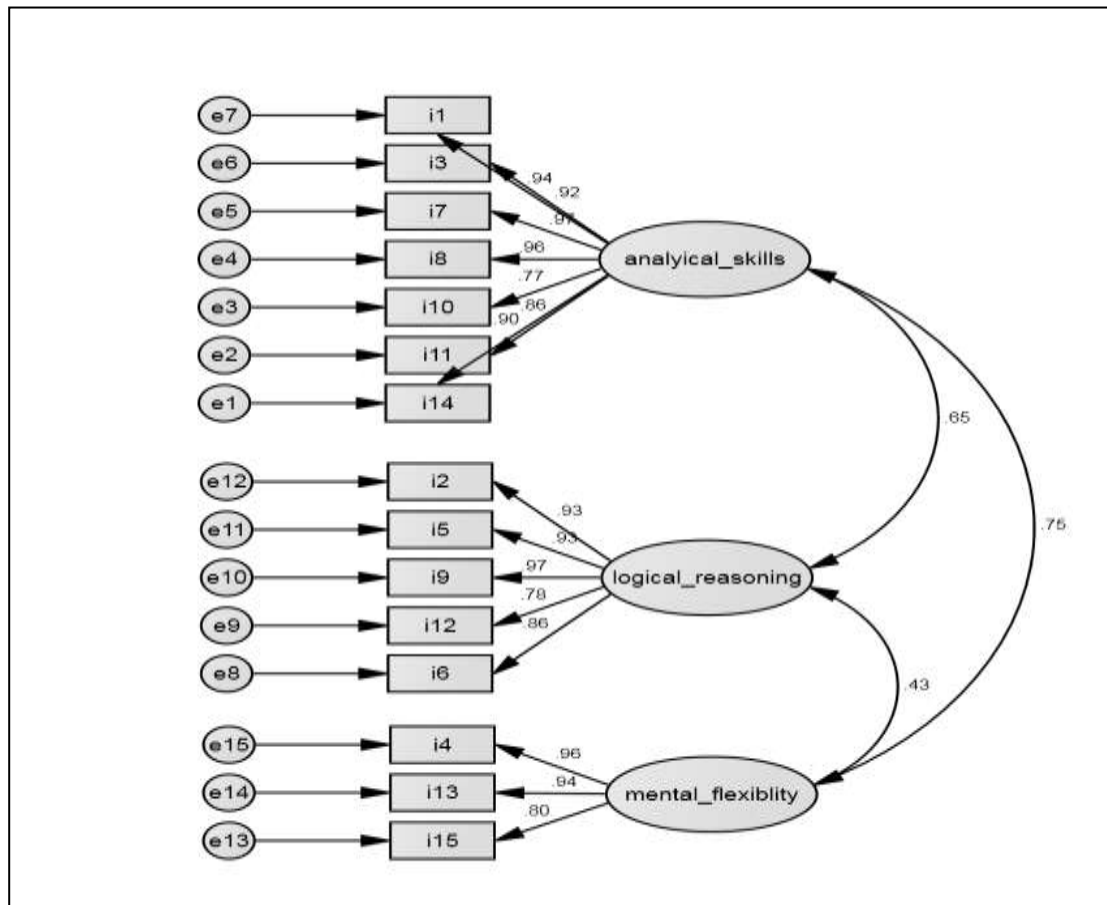 e7 i1
e6 i3 .94 .92
e5 i7 .97
e4 i8 .96 analyical_skills
e3 i10 .77
e2 i11 .90 .86
e1 i14
.65
e12 i2 .93
e11 i5 .93
.75
e10 i9 .97 logical_reasoning
e9 i12 .78
e8 i6 .86
.43
e15 i4 .96
e14 i13 .94 mental_flexiblity
e13 i15 .80